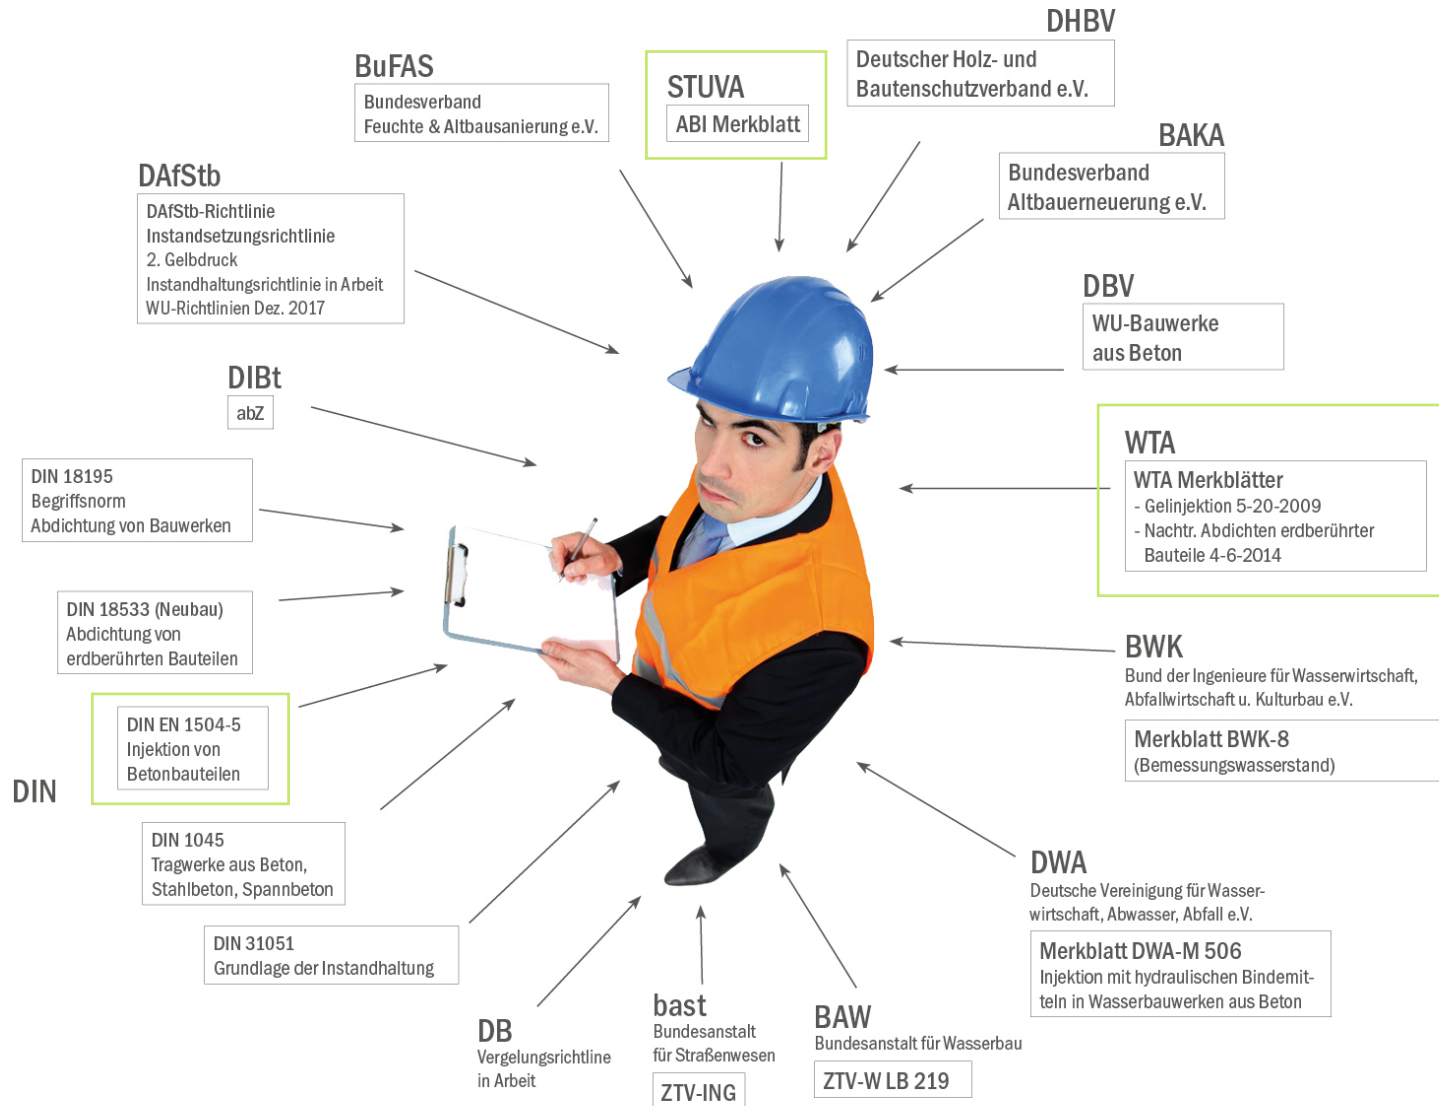 DHBV
Deutscher Holz- und
Bautenschutzverband e.V.
BuFAS
Bundesverband
Feuchte & Altbausanierung e.V.
STUVA
ABI Merkblatt
BAKA
Bundesverband
Altbauerneuerung e.V.
DAfStb
DAfStb-Richtlinie
Instandsetzungsrichtlinie
2. Gelbdruck
Instandhaltungsrichtlinie in Arbeit
WU-Richtlinien Dez. 2017
DBV
WU-Bauwerke
aus Beton
DIBt
abZ
WTA
WTA Merkblätter
- Gelinjektion 5-20-2009
- Nachtr. Abdichten erdberührter
Bauteile 4-6-2014
DIN 18195
Begriffsnorm
Abdichtung von Bauwerken
DIN 18533 (Neubau)
Abdichtung von
erdberührten Bauteilen
BWK
Bund der Ingenieure für Wasserwirtschaft,
Abfallwirtschaft u. Kulturbau e.V.
Merkblatt BWK-8
(Bemessungswasserstand)
DIN EN 1504-5
Injektion von
Betonbauteilen
DIN
DIN 1045
Tragwerke aus Beton,
Stahlbeton, Spannbeton
DWA
Deutsche Vereinigung für Wasser-
wirtschaft, Abwasser, Abfall e.V.
Merkblatt DWA-M 506
Injektion mit hydraulischen Bindemit-
teln in Wasserbauwerken aus Beton
DIN 31051
Grundlage der Instandhaltung
DB
Vergelungsrichtline
in Arbeit
bast
Bundesanstalt
für Straßenwesen
ZTV-ING
BAW
Bundesanstalt für Wasserbau
ZTV-W LB 219